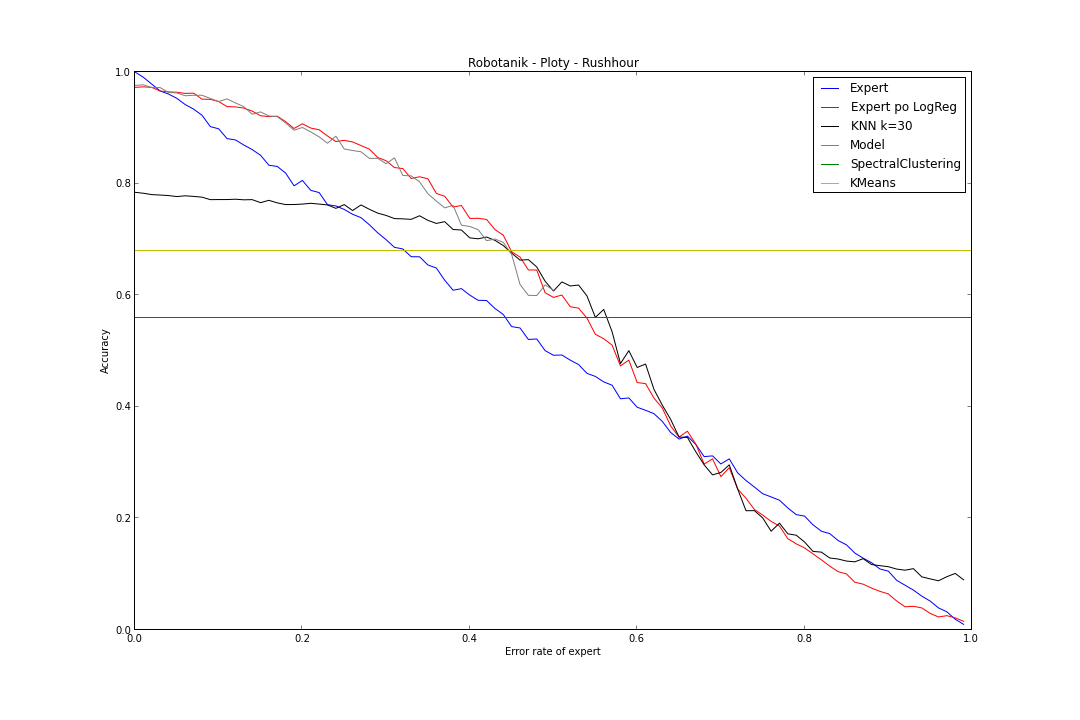 Robotanik - Ploty - Rushhour
1.0
Expert
Expert po LogReg
KNN k=30
Model
SpectralClustering
KMeans
0.8
0.6
Accuracy
0.4
0.2
0.0
0.0 0.2 0.4 0.6 0.8 1.0
Error rate of expert